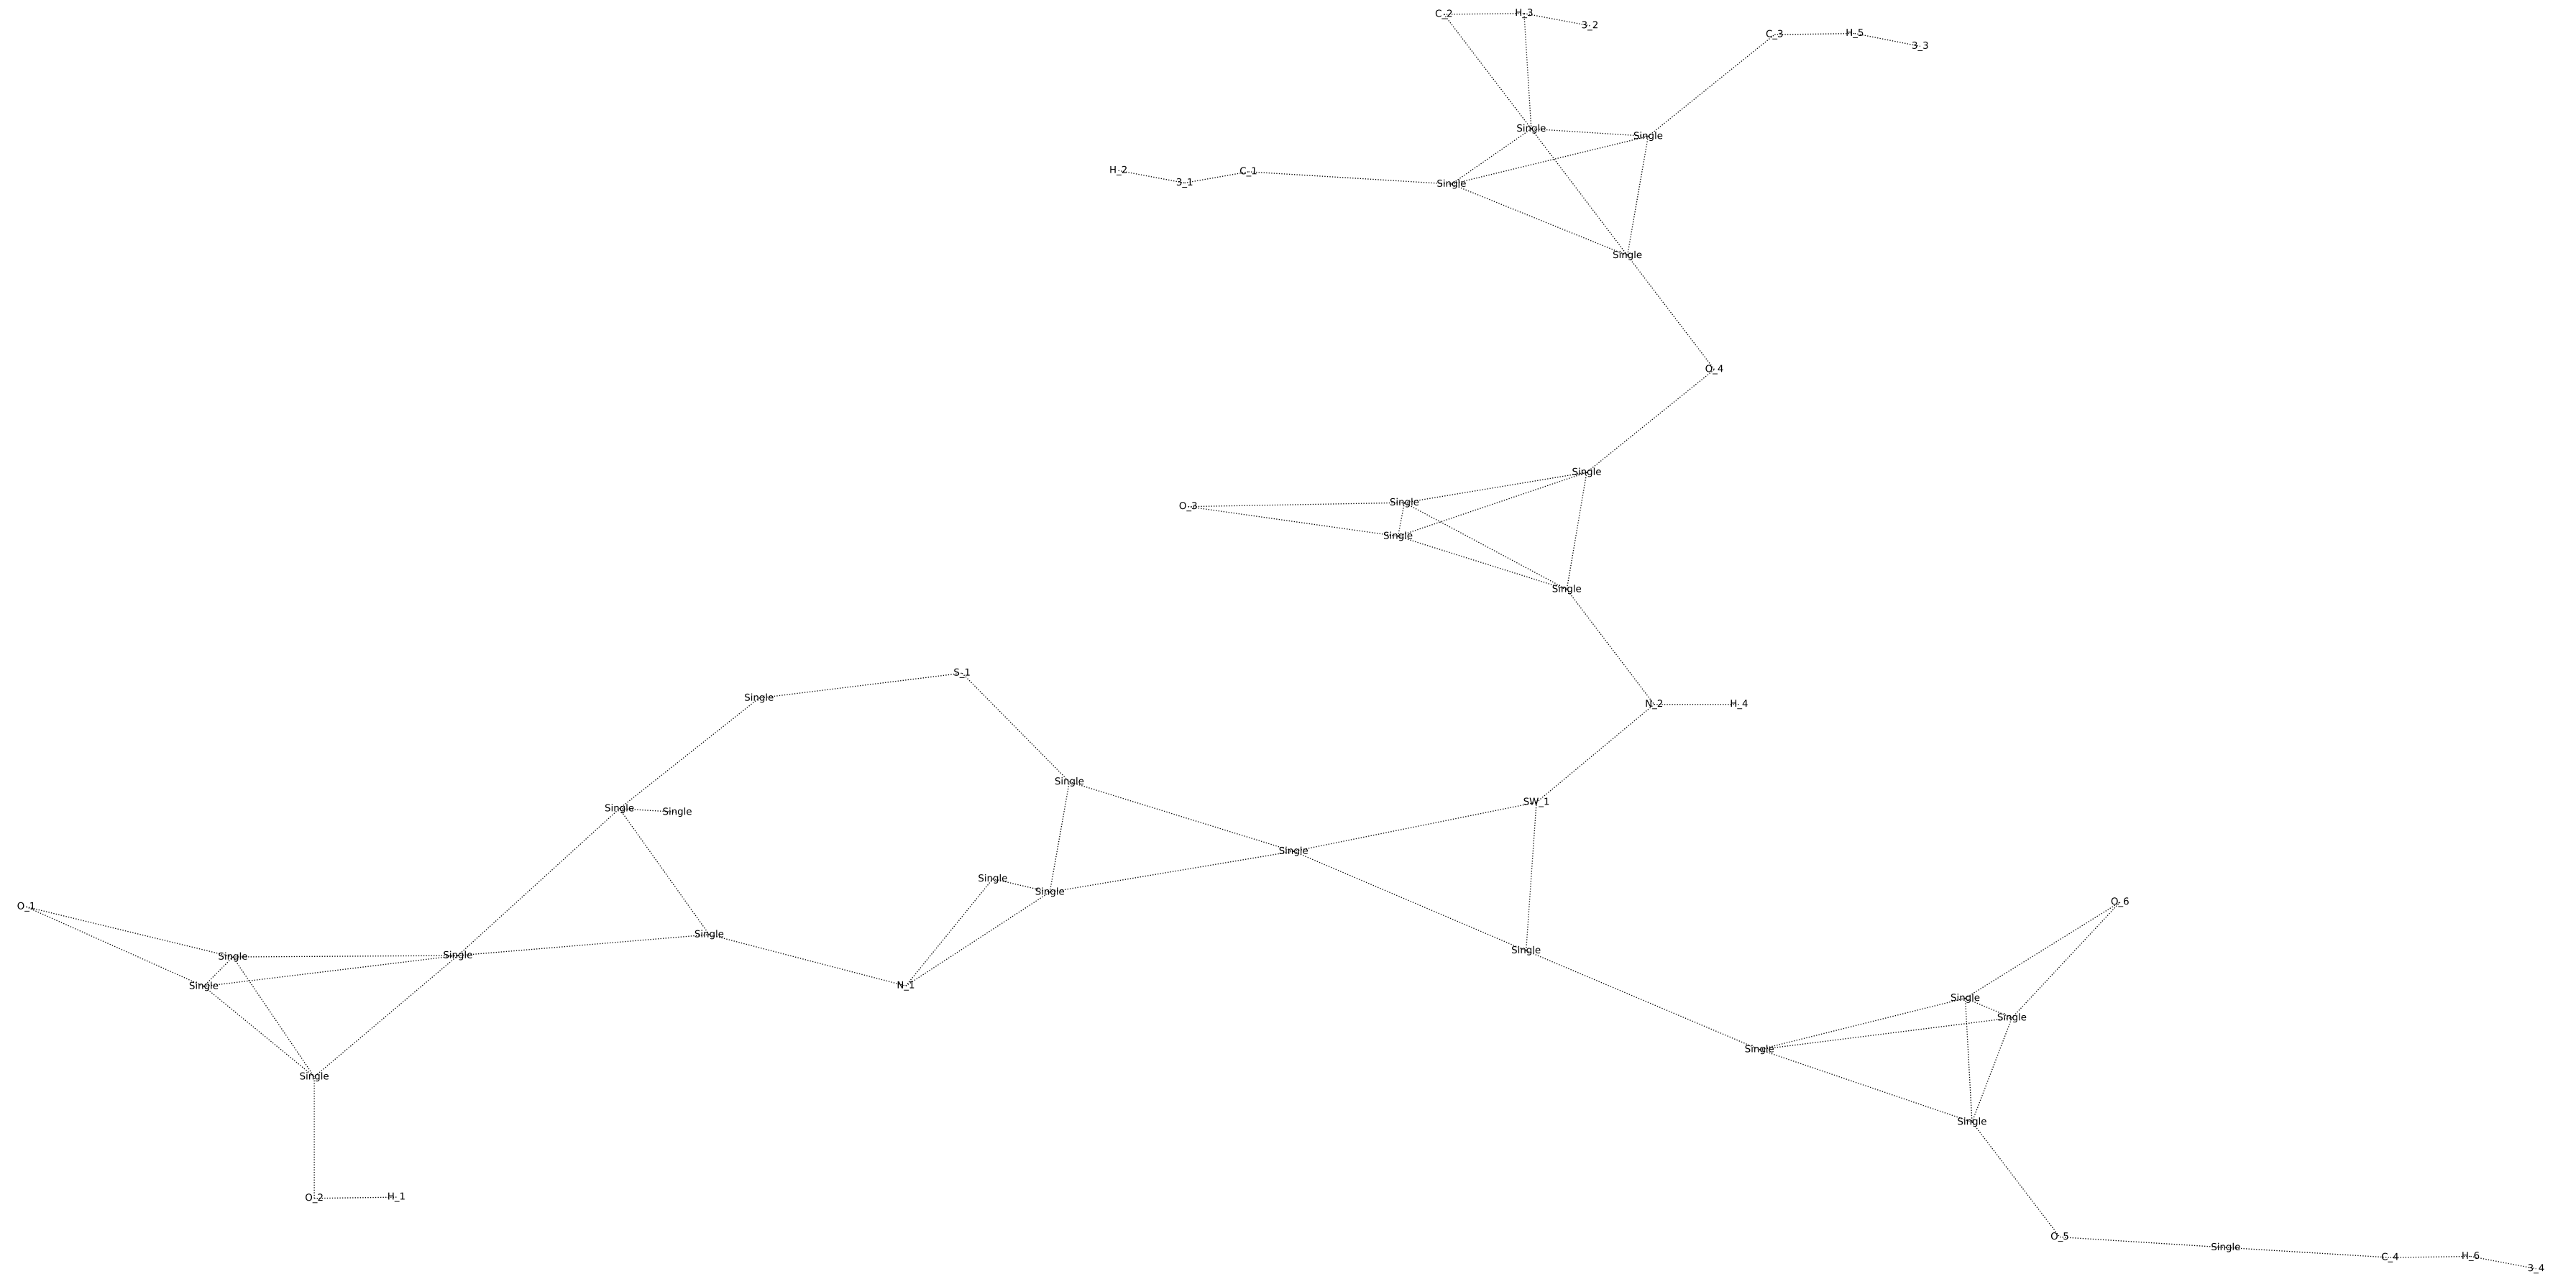 C_2 H_3 3_2
C_3 H_5 3_3
Single Single
H_2 3_1 C_1 Single
Single
O_4
Single
O_3 Single
Single
Single
S_1
Single
N_2 H_4
Single
SW_1
Single Single
Single
Single Single
O_1 O_6
Single
Single Single Single
Single N_1 Single
Single
Single
Single
Single
O_2 H_1
O_5 Single C_4 H_6 3_4